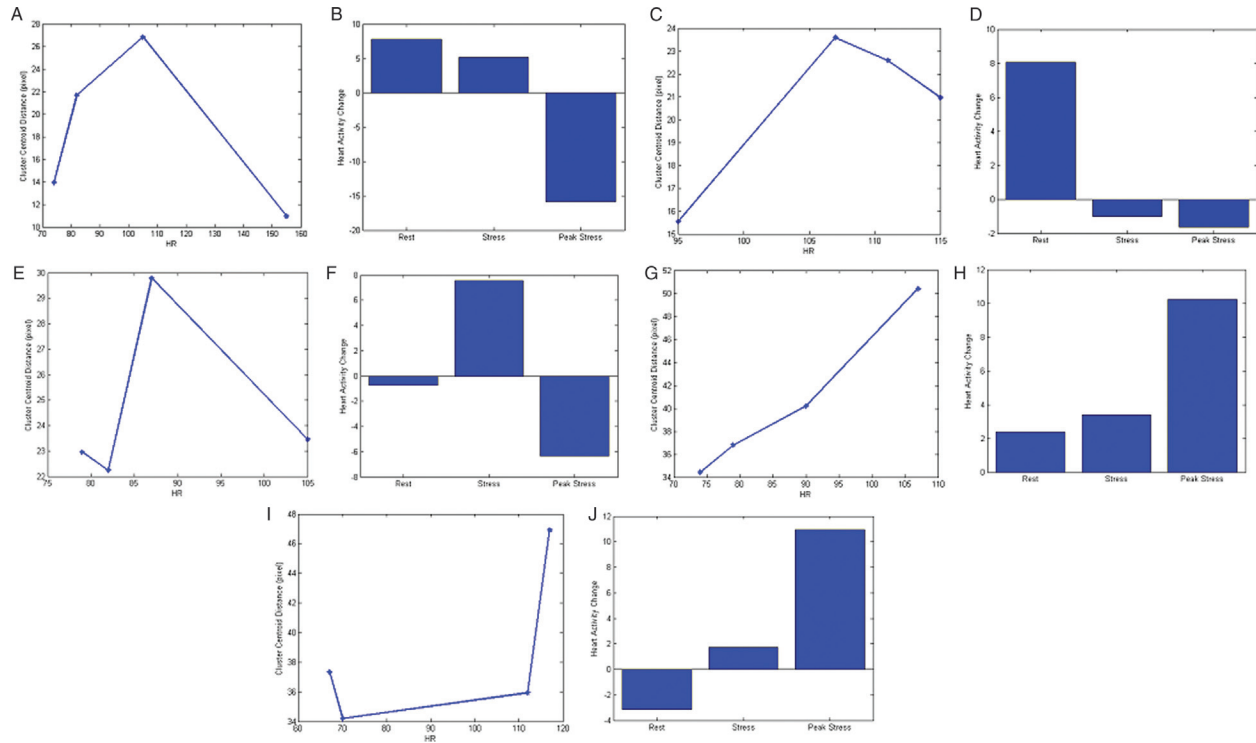 A
Cluster Centroid Distance (pixel)
28
26
24
22
20
18
16
14
12
10
70 80 90 100 110 120 130 140 150 160
HR
B
Heart Activity Change
10
5
0
-5
-10
-15
-20
Rest Stress Peak Stress
C
Cluster Centroid Distance (pixel)
24
23
22
21
20
19
18
17
16
15
95 100 105 110 115
HR
D
Heart Activity Change
10
8
6
4
2
0
-2
Rest Stress Peak Stress
E
Cluster Centroid Distance (pixel)
30
29
28
27
26
25
24
23
22
75 80 85 90 95 100 105
HR
F
Heart Activity Change
8
6
4
2
0
-2
-4
-6
-8
Rest Stress Peak Stress
G
Cluster Centroid Distance (pixel)
52
50
48
46
44
42
40
38
36
34
70 75 80 85 90 95 100 105 110
HR
H
Heart Activity Change
12
10
8
6
4
2
0
Rest Stress Peak Stress
I
Cluster Centroid Distance (pixel)
48
46
44
42
40
38
36
34
60 70 80 90 100 110 120
HR
J
Heart Activity Change
12
10
8
6
4
2
0
-2
-4
Rest Stress Peak Stress